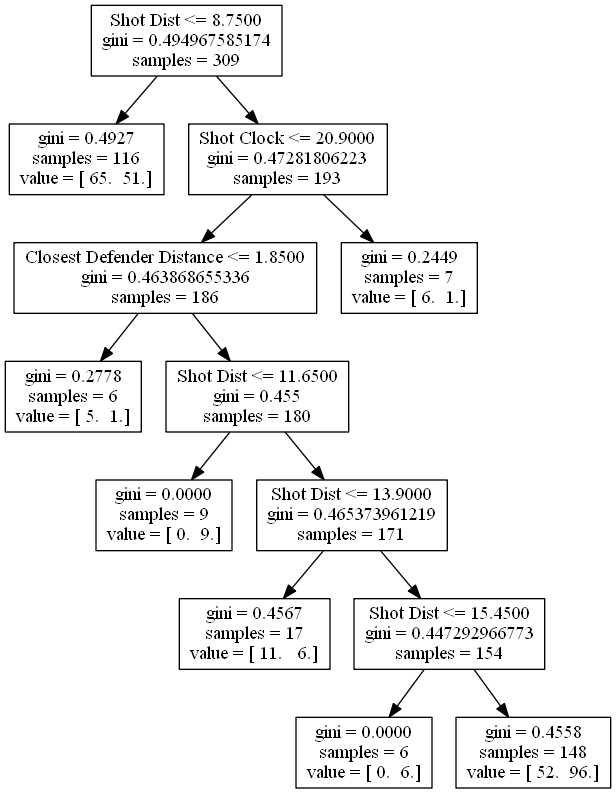 Shot Dist <= 8.7500
gini = 0.494967585174
samples = 309
gini = 0.4927
samples = 116
value = [ 65. 51.]
Shot Clock <= 20.9000
gini = 0.47281806223
samples = 193
Closest Defender Distance <= 1.8500
gini = 0.463868655336
samples = 186
gini = 0.2449
samples = 7
value = [ 6. 1.]
gini = 0.2778
samples = 6
value = [ 5. 1.]
Shot Dist <= 11.6500
gini = 0.455
samples = 180
gini = 0.0000
samples = 9
value = [ 0. 9.]
Shot Dist <= 13.9000
gini = 0.465373961219
samples = 171
gini = 0.4567
samples = 17
value = [ 11. 6.]
Shot Dist <= 15.4500
gini = 0.447292966773
samples = 154
gini = 0.0000
samples = 6
value = [ 0. 6.]
gini = 0.4558
samples = 148
value = [ 52. 96.]